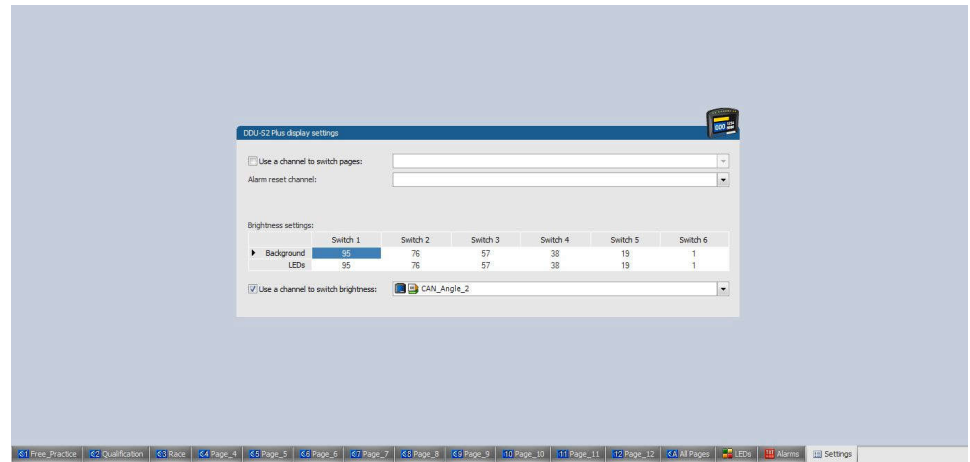 DDU-S2 Plus display settings
Use a channel to switch pages:
Alarm reset channel:
Brightness settings:
Switch 1 Switch 2 Switch 3 Switch 4 Switch 5 Switch 6
Background 95 76 57 38 19 1
LEDs 95 76 57 38 19 1
Use a channel to switch brightness: CAN_Angle_2
1 Free_Practice 2 Qualification 3 Race 4 Page_4 5 Page_5 6 Page_6 7 Page_7 8 Page_8 9 Page_9 10 Page_10 11 Page_11 12 Page_12 A All Pages LEDs Alarms Settings